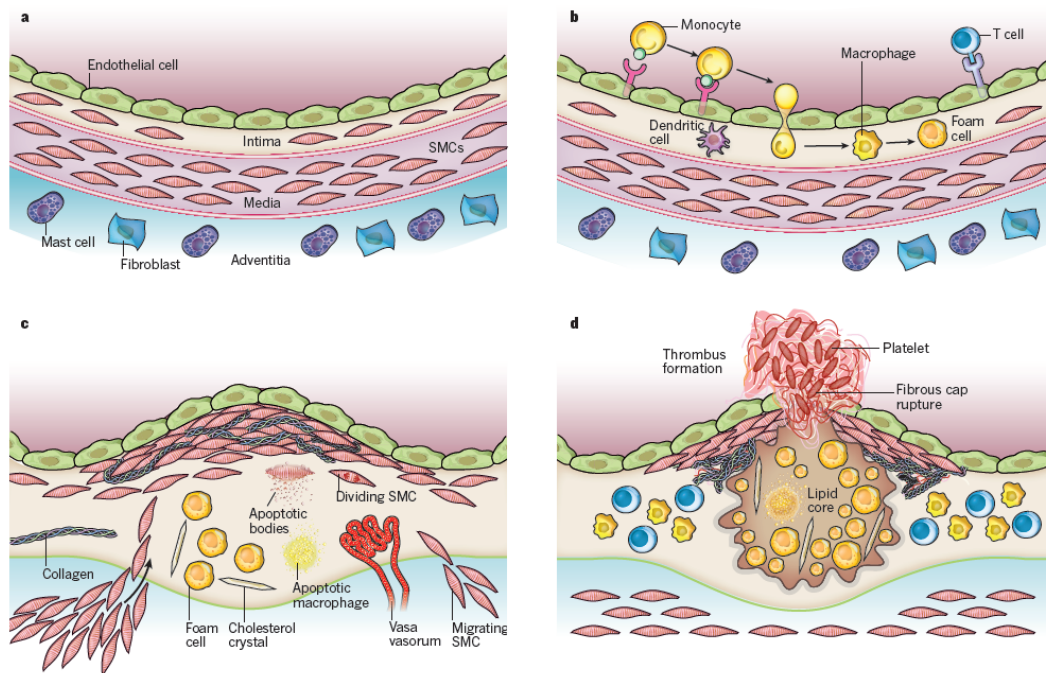 a
Endothelial cell
Intima
SMCs
Media
Mast cell
Fibroblast
Adventitia
b
Monocyte
Macrophage
T cell
Dendritic
cell
Foam
cell
c
Dividing SMC
Apoptotic
bodies
Collagen
Apoptotic
macrophage
Foam
cell
Cholesterol
crystal
Vasa
vasorum
Migrating
SMC
d
Thrombus
formation
Platelet
Fibrous cap
rupture
Lipid
core